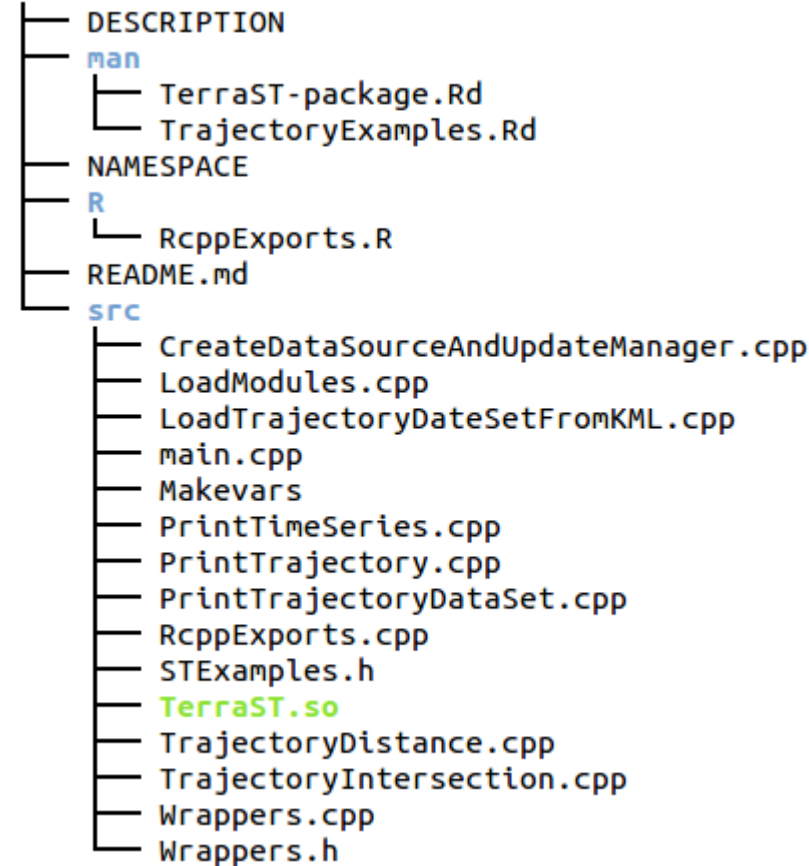 DESCRIPTION
man
TerraST-package.Rd
TrajectoryExamples.Rd
NAMESPACE
R
RcppExports.R
README.md
src
CreateDataSourceAndUpdateManager.cpp
LoadModules.cpp
LoadTrajectoryDateSetFromKML.cpp
main.cpp
Makevars
PrintTimeSeries.cpp
PrintTrajectory.cpp
PrintTrajectoryDataSet.cpp
RcppExports.cpp
STExamples.h
TerraST.so
TrajectoryDistance.cpp
TrajectoryIntersection.cpp
Wrappers.cpp
Wrappers.h